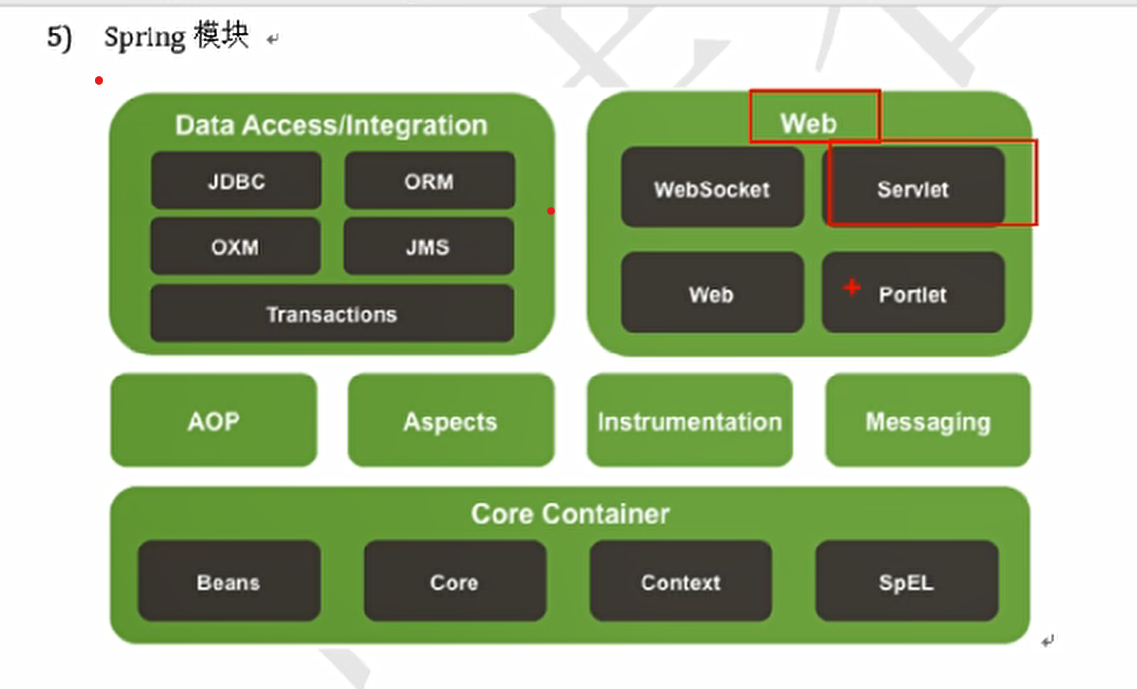 5) Spring 模块
Data Access/Integration
JDBC ORM
OXM JMS
Transactions
Web
WebSocket Servlet
Web Portlet
AOP Aspects Instrumentation Messaging
Core Container
Beans Core Context SpEL